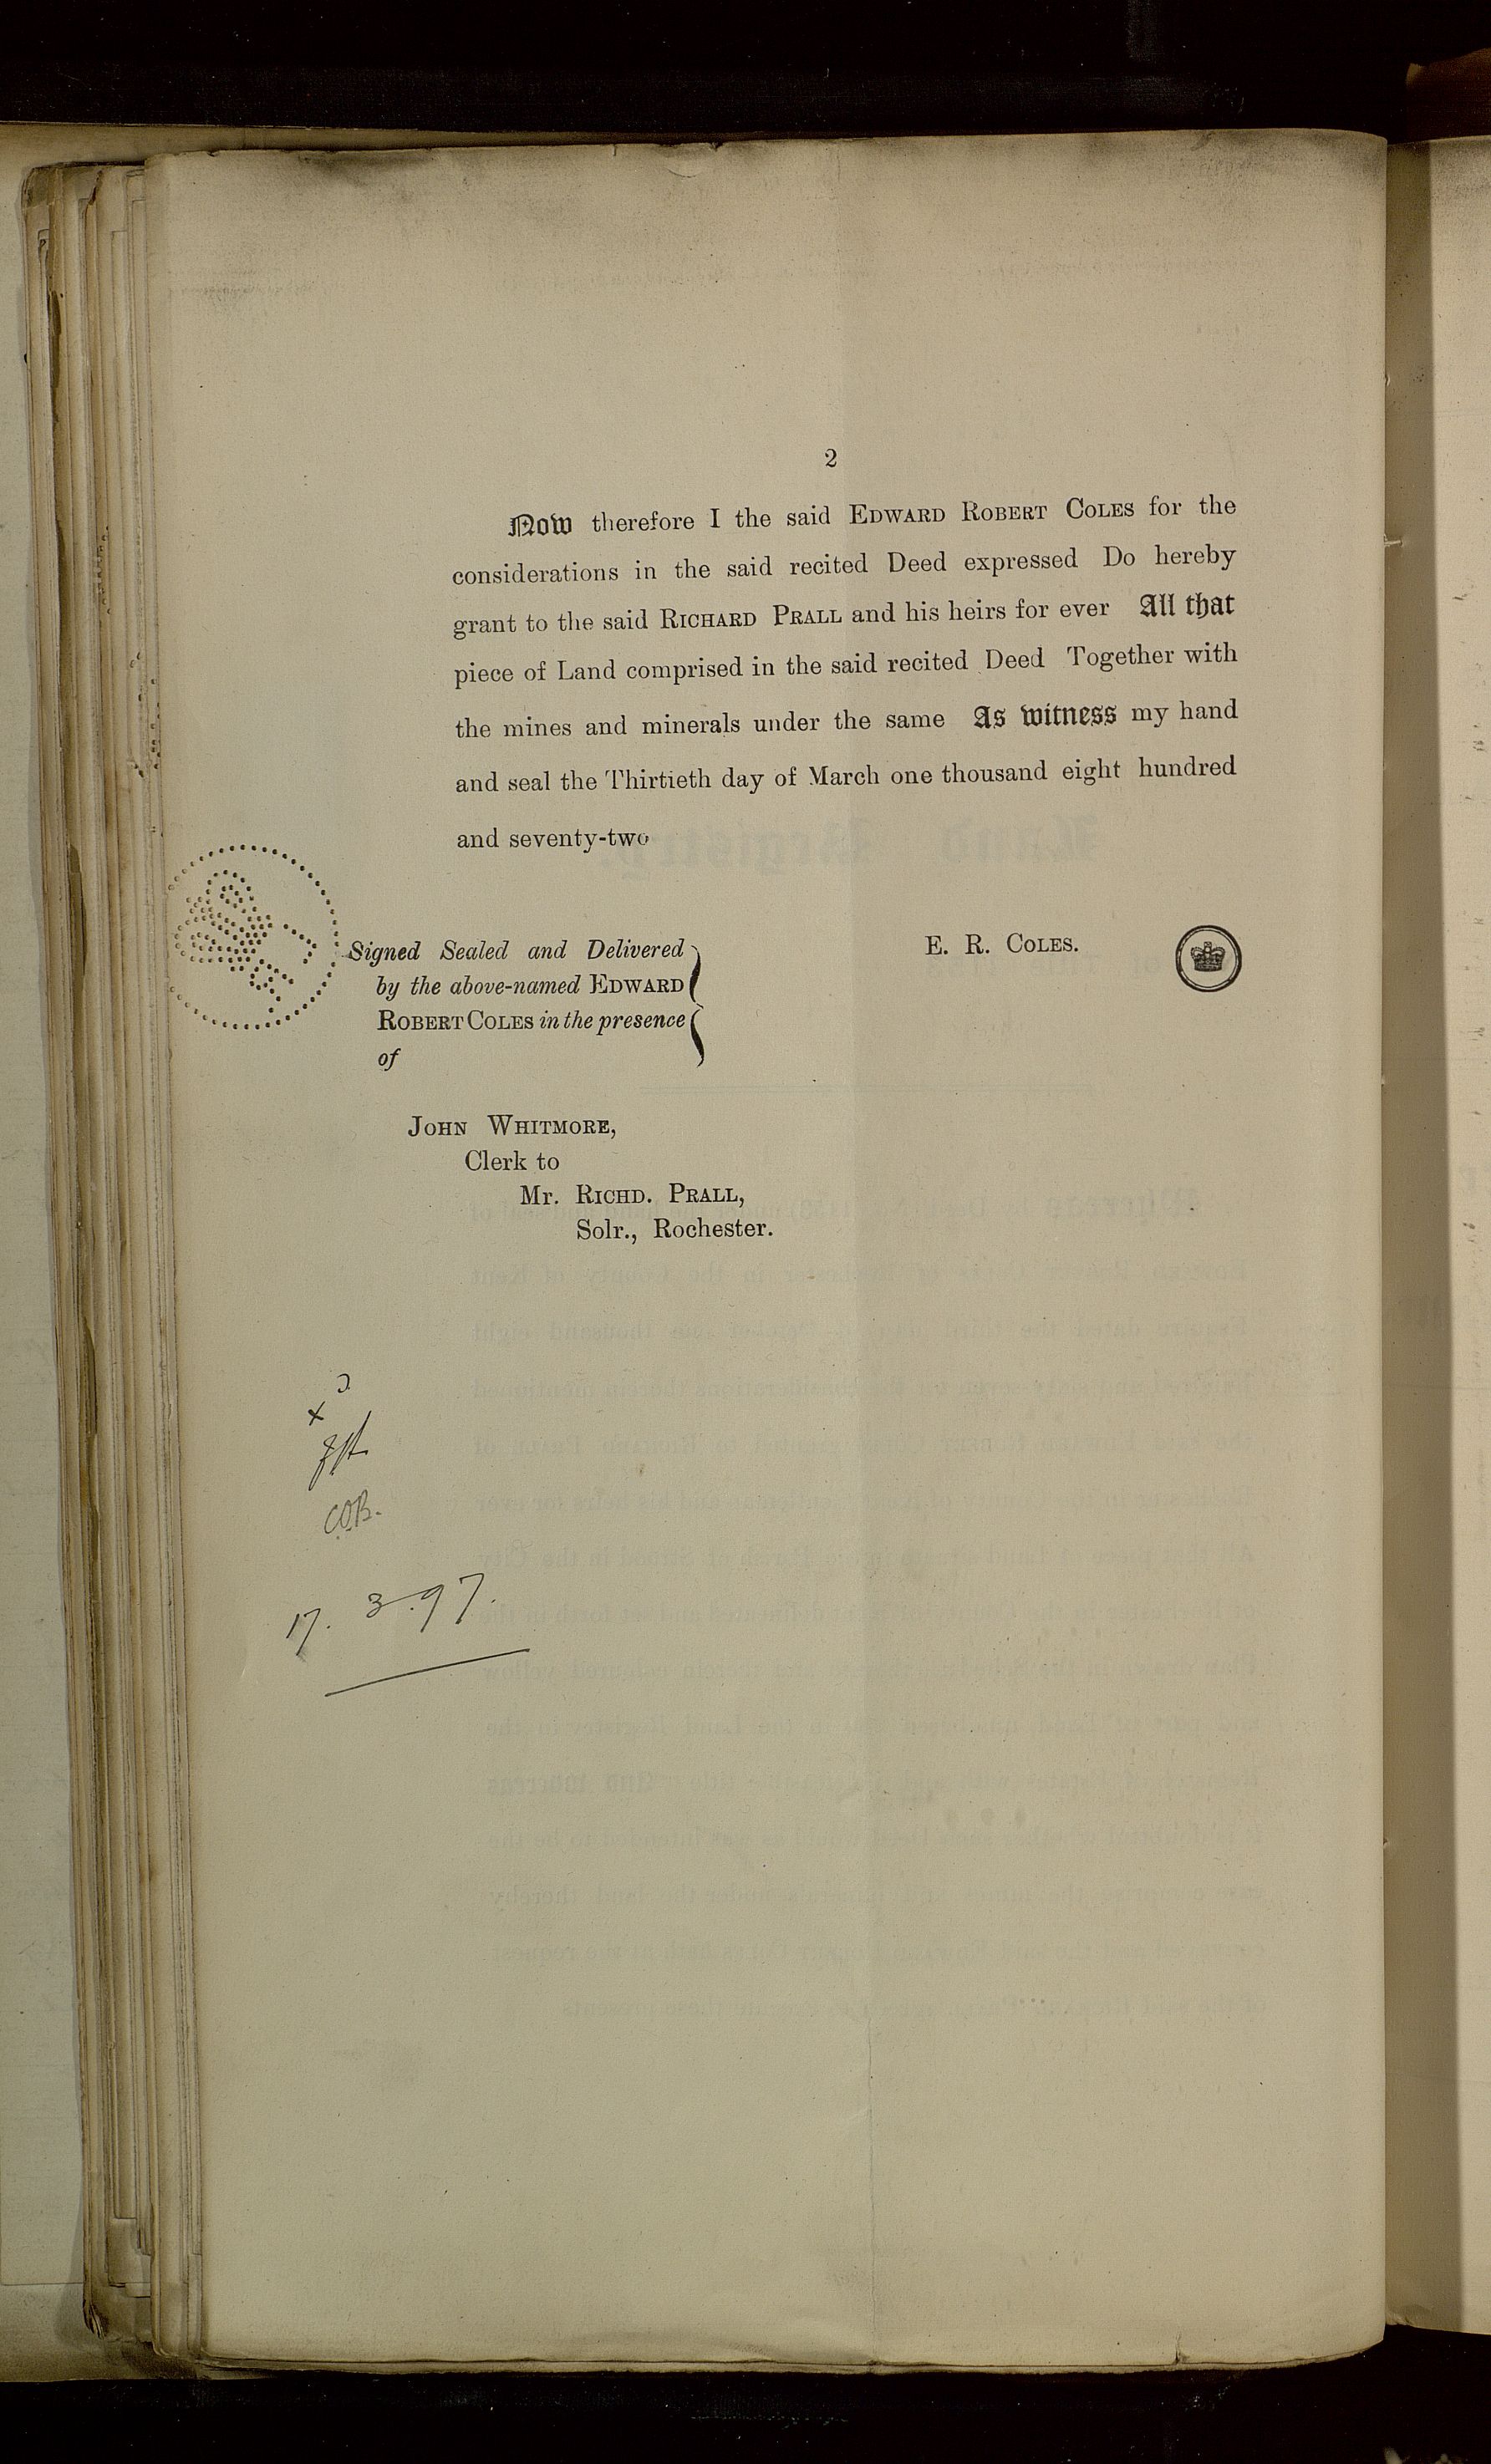 2
Now therefore I the said EDWARD ROBERT COLES for the
considerations in the said recited Deed expressed Do hereby
grant to the said RICHARD PRALL and his heirs for ever All that
piece of Land comprised in the said recited Deed Together with
the mines and minerals under the same As witness my hand
and seal the Thirtieth day of March one thousand eight hundred
and seventy-two
Signed Sealed and Delivered
by the above-named EDWARD
ROBERT COLES in the presence
of
E. R. COLES.
JOHN WHITMORE,
Clerk to
Mr. RICHD. PRALL,
Solr., Rochester.
x
C.O.B.
17. 3.97.